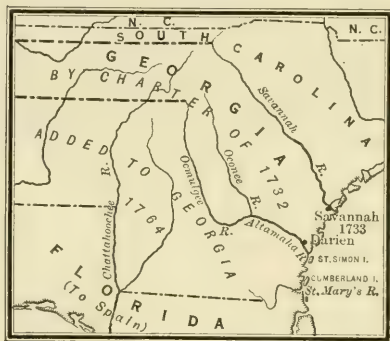 N. C.
N. C.
SOUTH
CAROLINA
GEORGIA
BY CHARTER OF 1732
Savannah R.
ADDED TO GEORGIA
1764
Ocmulgee R.
Oconee R.
Chattahoochee R.
Altamaha R.
Savannah
1733
Darien
ST. SIMON I.
CUMBERLAND I.
St. Mary's R.
FLORIDA
(To Spain)